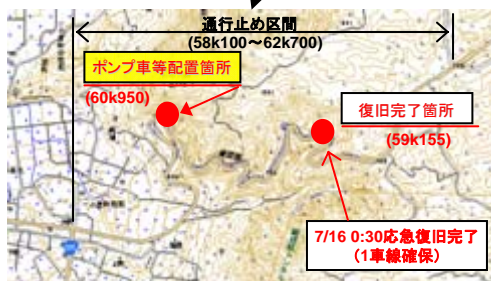 通行止め区間
(58k100～62k700)
ポンプ車等配置箇所
(60k950)
復旧完了箇所
(59k155)
7/16 0:30応急復旧完了
(1車線確保)